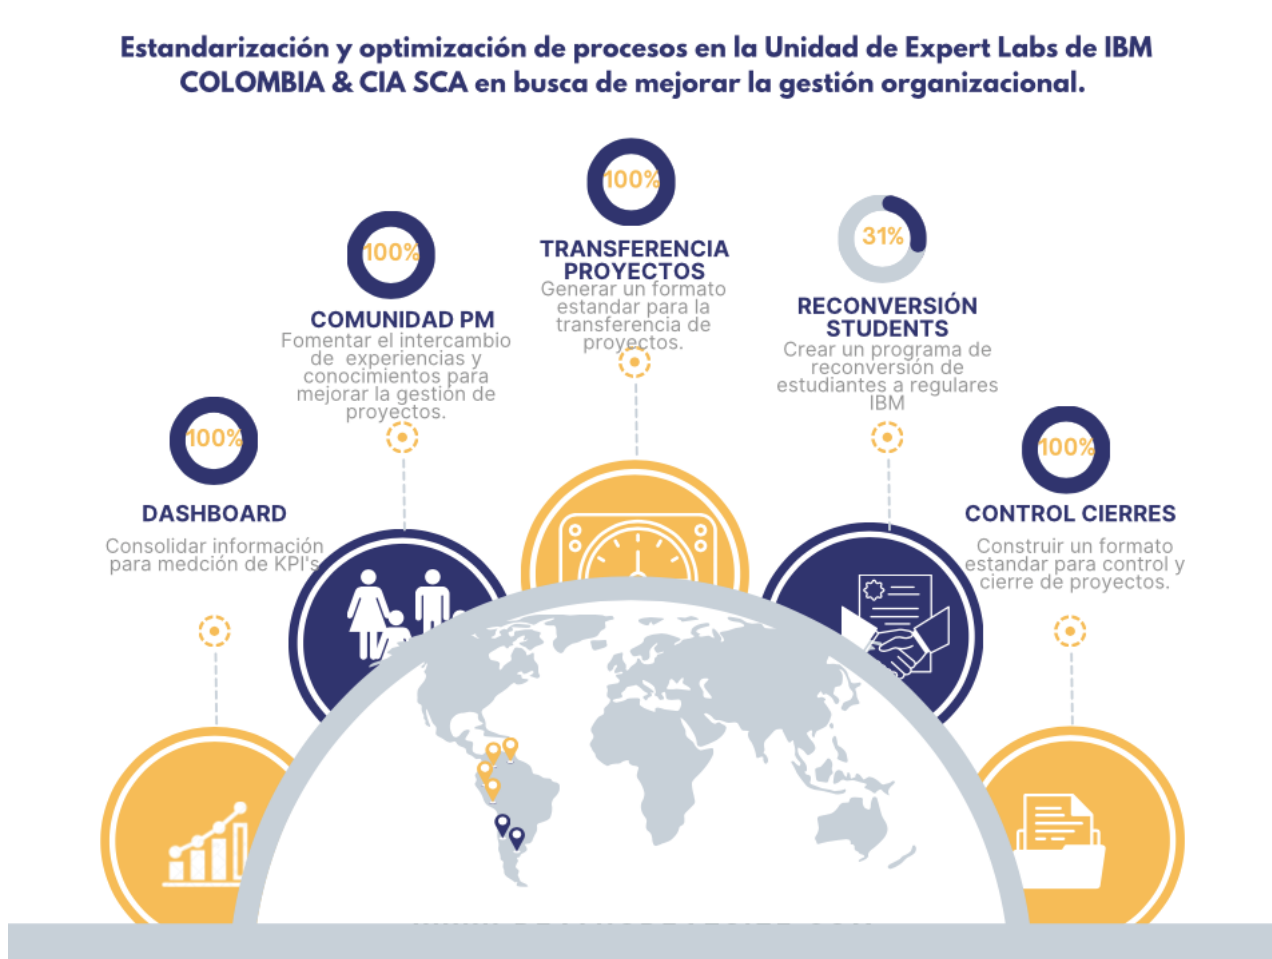 Estandarización y optimización de procesos en la Unidad de Expert Labs de IBM
COLOMBIA & CIA SCA en busca de mejorar la gestión organizacional.
100%
DASHBOARD
Consolidar información
para medción de KPI's
100%
COMUNIDAD PM
Fomentar el intercambio
de experiencias y
conocimientos para
mejorar la gestión de
proyectos.
100%
TRANSFERENCIA
PROYECTOS
Generar un formato
estandar para la
transferencia de
proyectos.
31%
RECONVERSIÓN
STUDENTS
Crear un programa de
reconversión de
estudiantes a regulares
IBM
100%
CONTROL CIERRES
Construir un formato
estandar para control y
cierre de proyectos.